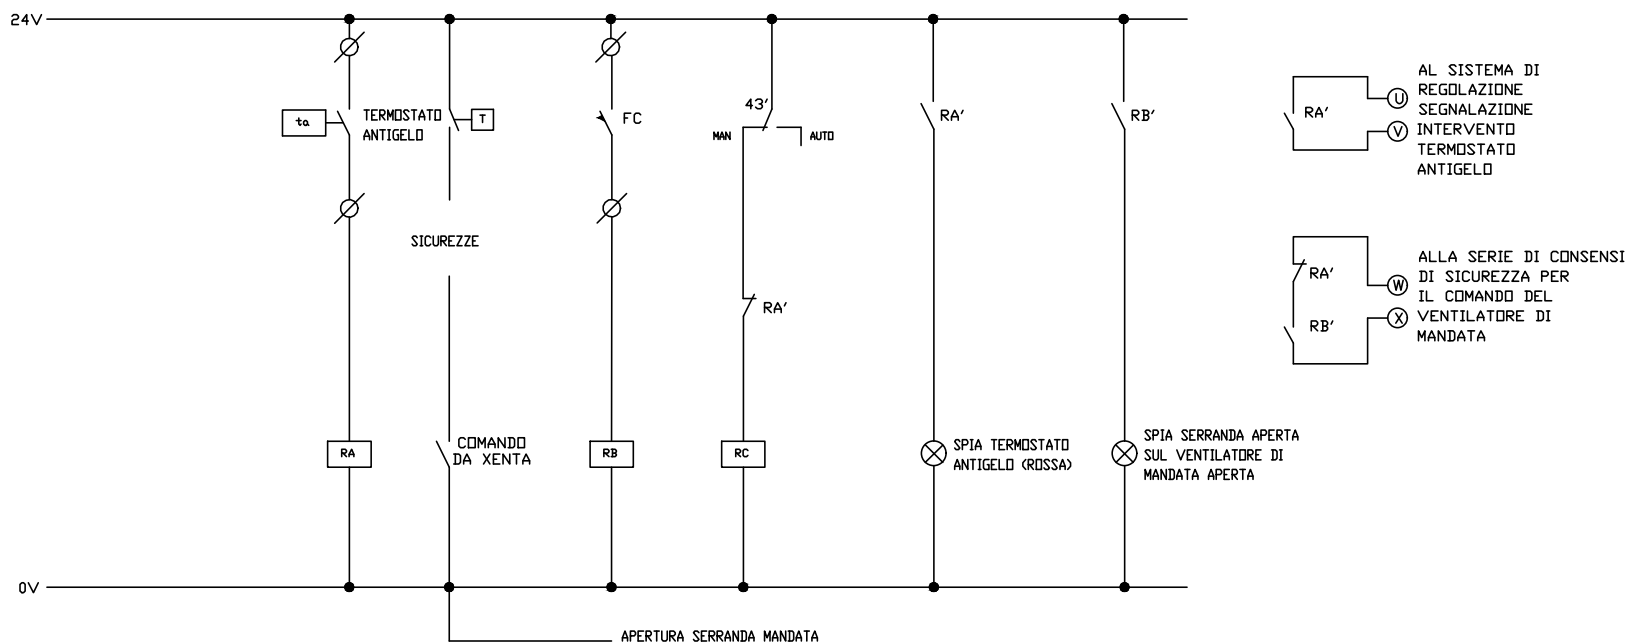 24V
ta
TERMOSTATO
ANTIGELO
T
FC
43'
MAN
AUTO
RA'
RB'
SICUREZZE
RA'
RA
COMANDO
DA XENTA
RB
RC
SPIA TERMOSTATO
ANTIGELO (ROSSA)
SPIA SERRANDA APERTA
SUL VENTILATORE DI
MANDATA APERTA
0V
APERTURA SERRANDA MANDATA
RA'
U
V
AL SISTEMA DI
REGOLAZIONE
SEGNALAZIONE
INTERVENTO
TERMOSTATO
ANTIGELO
RA'
RB'
W
X
ALLA SERIE DI CONSENSI
DI SICUREZZA PER
IL COMANDO DEL
VENTILATORE DI
MANDATA